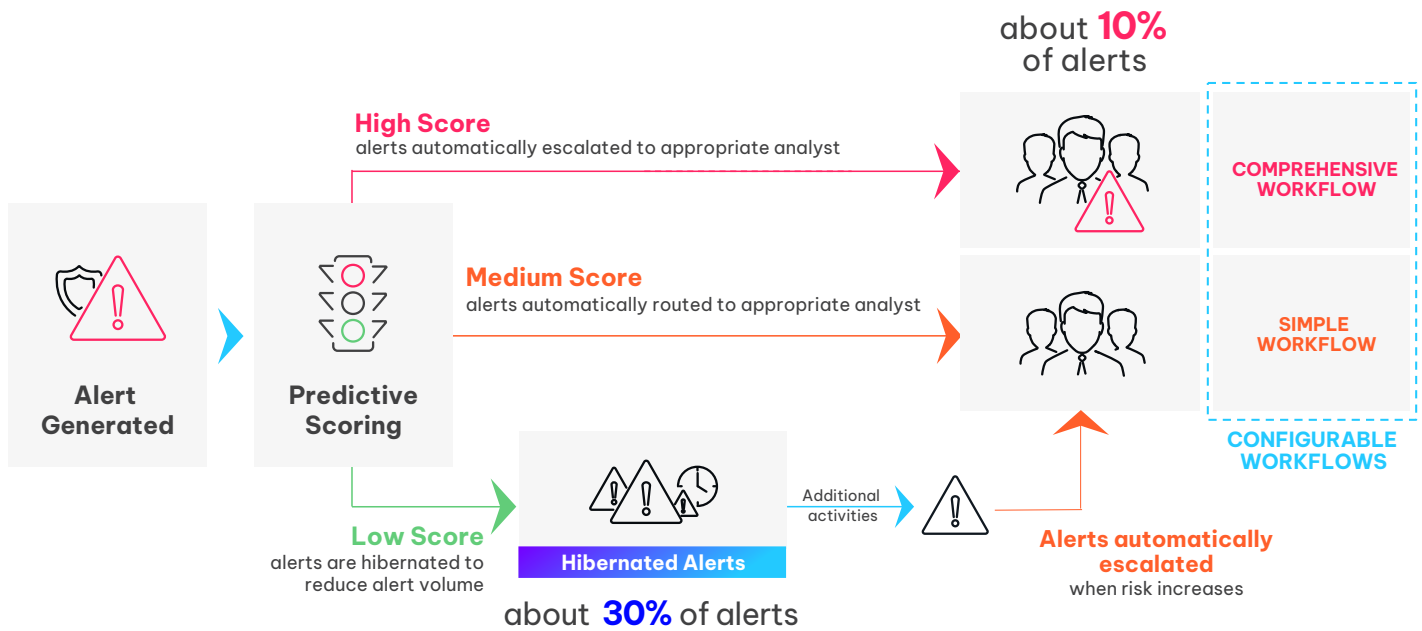 about 10%
of alerts
High Score
alerts automatically escalated to appropriate analyst
COMPREHENSIVE
WORKFLOW
Medium Score
alerts automatically routed to appropriate analyst
SIMPLE
WORKFLOW
Alert
Generated
Predictive
Scoring
CONFIGURABLE
WORKFLOWS
Low Score
alerts are hibernated to
reduce alert volume
Hibernated Alerts
about 30% of alerts
Additional
activities
Alerts automatically
escalated
when risk increases